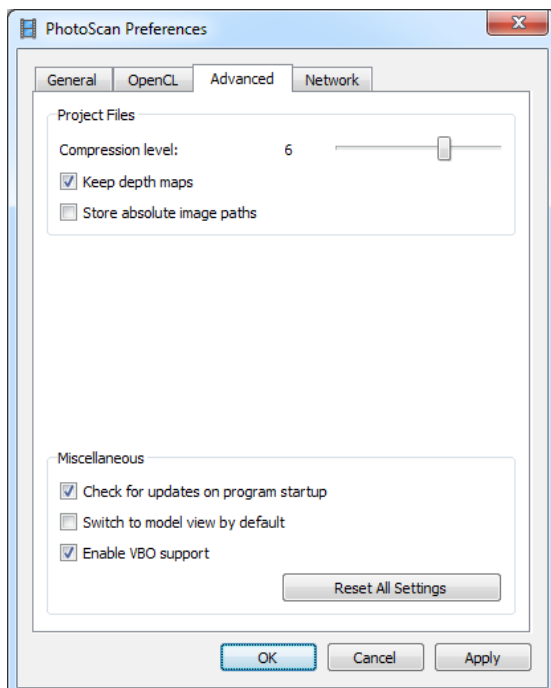 PhotoScan Preferences
General OpenCL Advanced Network
Project Files
Compression level: 6
Keep depth maps
Store absolute image paths
Miscellaneous
Check for updates on program startup
Switch to model view by default
Enable VBO support
Reset All Settings
OK Cancel Apply